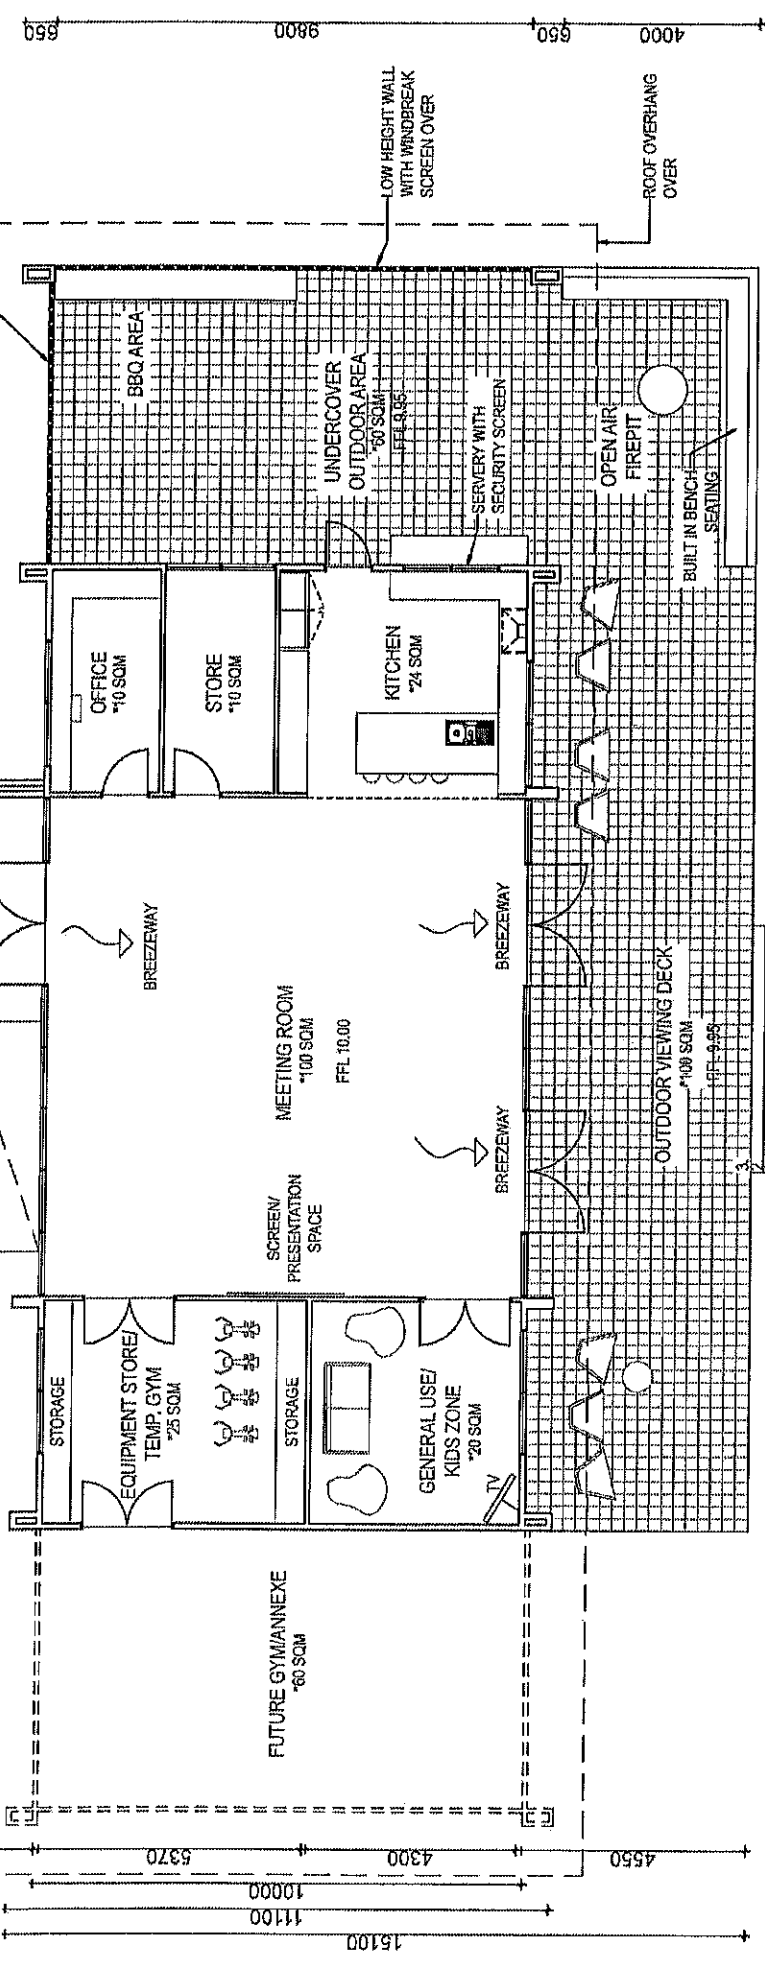 650
9800
650
4000
LOW HEIGHT WALL
WITH WINDBREAK
SCREEN OVER
ROOF OVERHANG
OVER
BBQ AREA
UNDERCOVER
OUTDOOR AREA
*60 SQM
FFL 9.95
SERVERY WITH
SECURITY SCREEN
OPEN AIR
FIREPIT
BUILT IN BENCH
SEATING
OFFICE
*10 SQM
STORE
*10 SQM
KITCHEN
*24 SQM
BREEZEWAY
BREEZEWAY
MEETING ROOM
*100 SQM
FFL 10.00
BREEZEWAY
OUTDOOR VIEWING DECK
*100 SQM
FFL 9.95
SCREEN/
PRESENTATION
SPACE
STORAGE
EQUIPMENT STORE/
TEMP. GYM
*25 SQM
STORAGE
GENERAL USE/
KIDS ZONE
*20 SQM
TV
FUTURE GYM/ANNEXE
*60 SQM
5370
4300
4550
10000
11100
15100